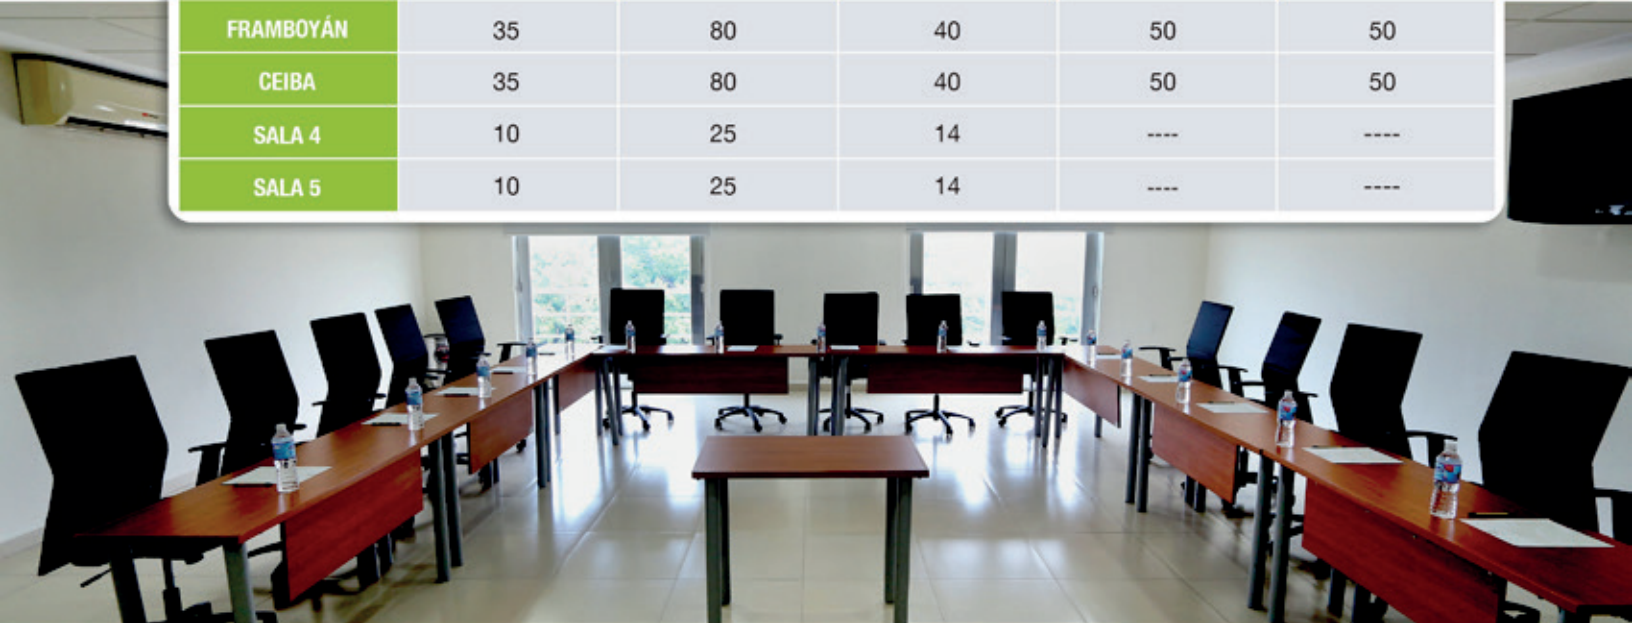 FRAMBOYÁN 35 80 40 50 50
CEIBA 35 80 40 50 50
SALA 4 10 25 14 ---- ----
SALA 5 10 25 14 ---- ----